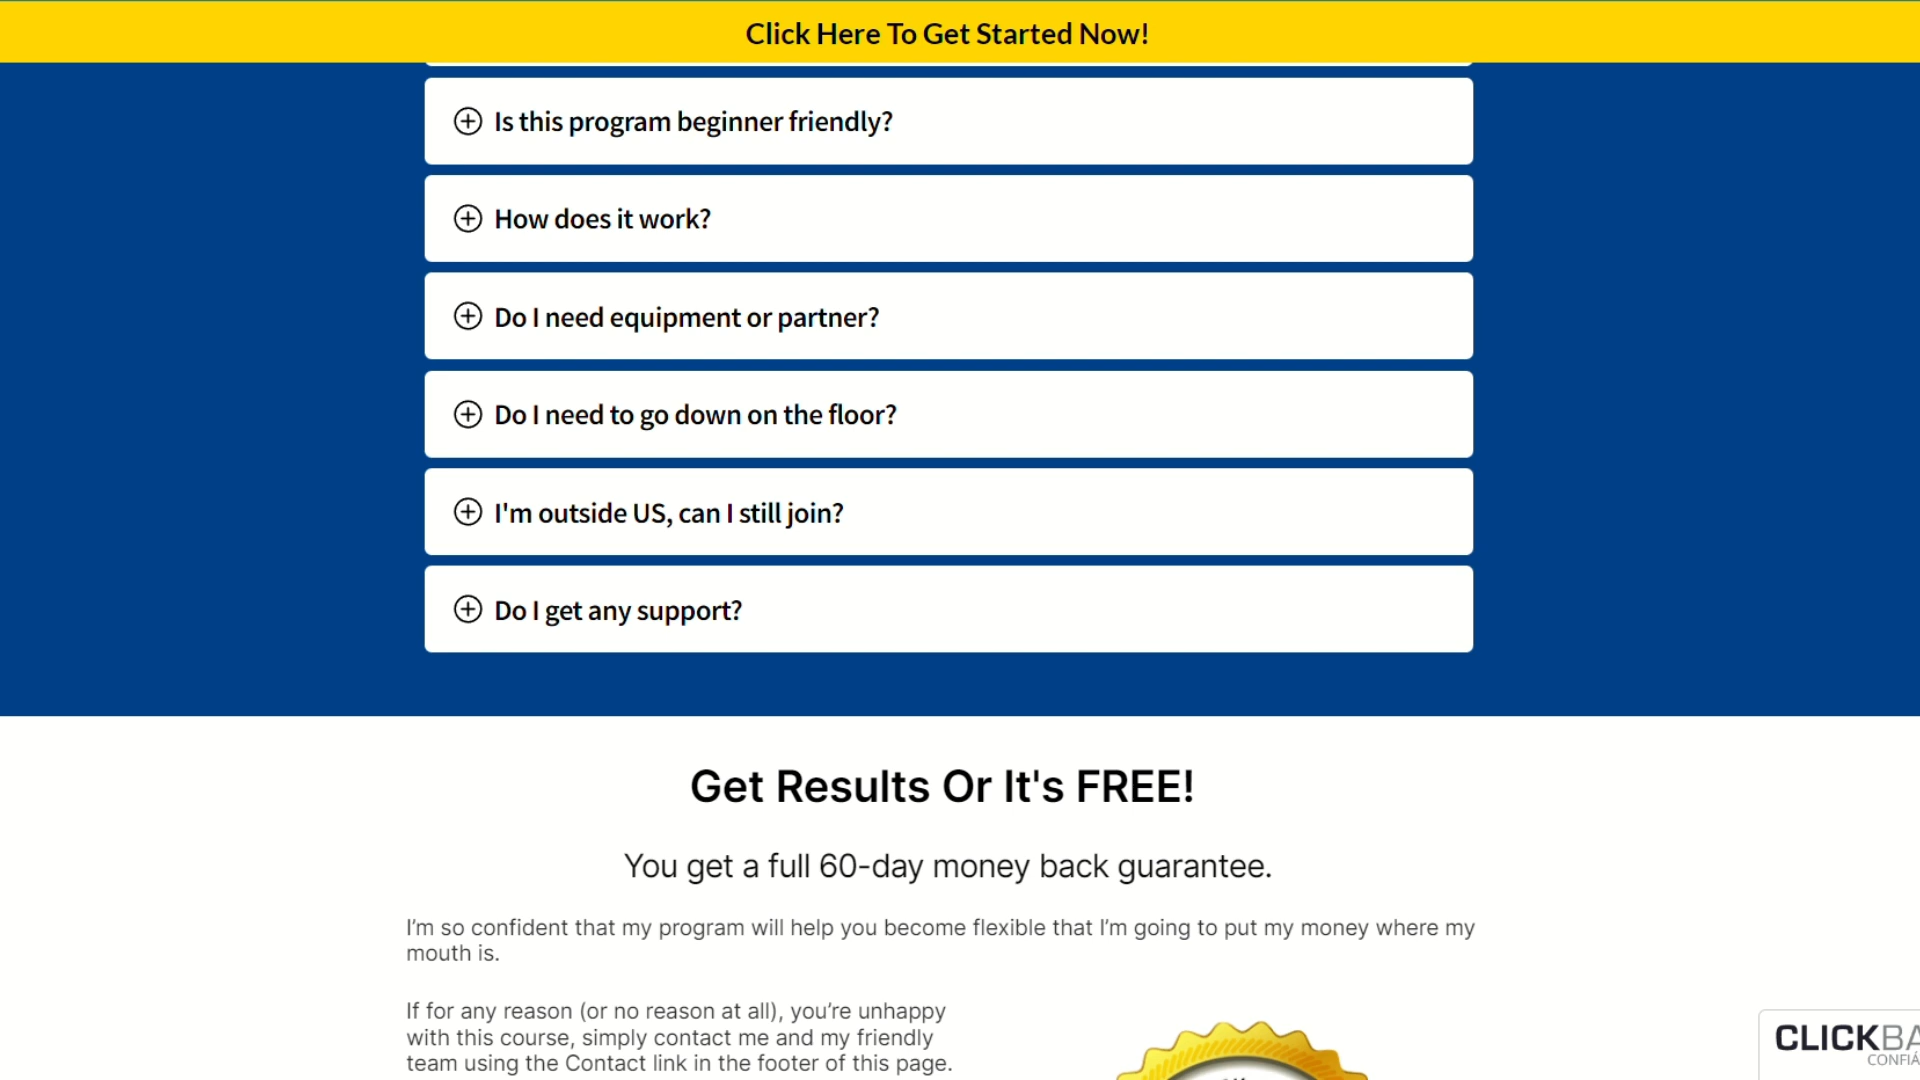 Click Here To Get Started Now!
Is this program beginner friendly?
How does it work?
Do I need equipment or partner?
Do I need to go down on the floor?
I'm outside US, can I still join?
Do I get any support?
Get Results Or It's FREE!
You get a full 60-day money back guarantee.
I’m so confident that my program will help you become flexible that I’m going to put my money where my
mouth is.
If for any reason (or no reason at all), you’re unhappy
with this course, simply contact me and my friendly
team using the Contact link in the footer of this page.
CLICKBA
CONFIÁ